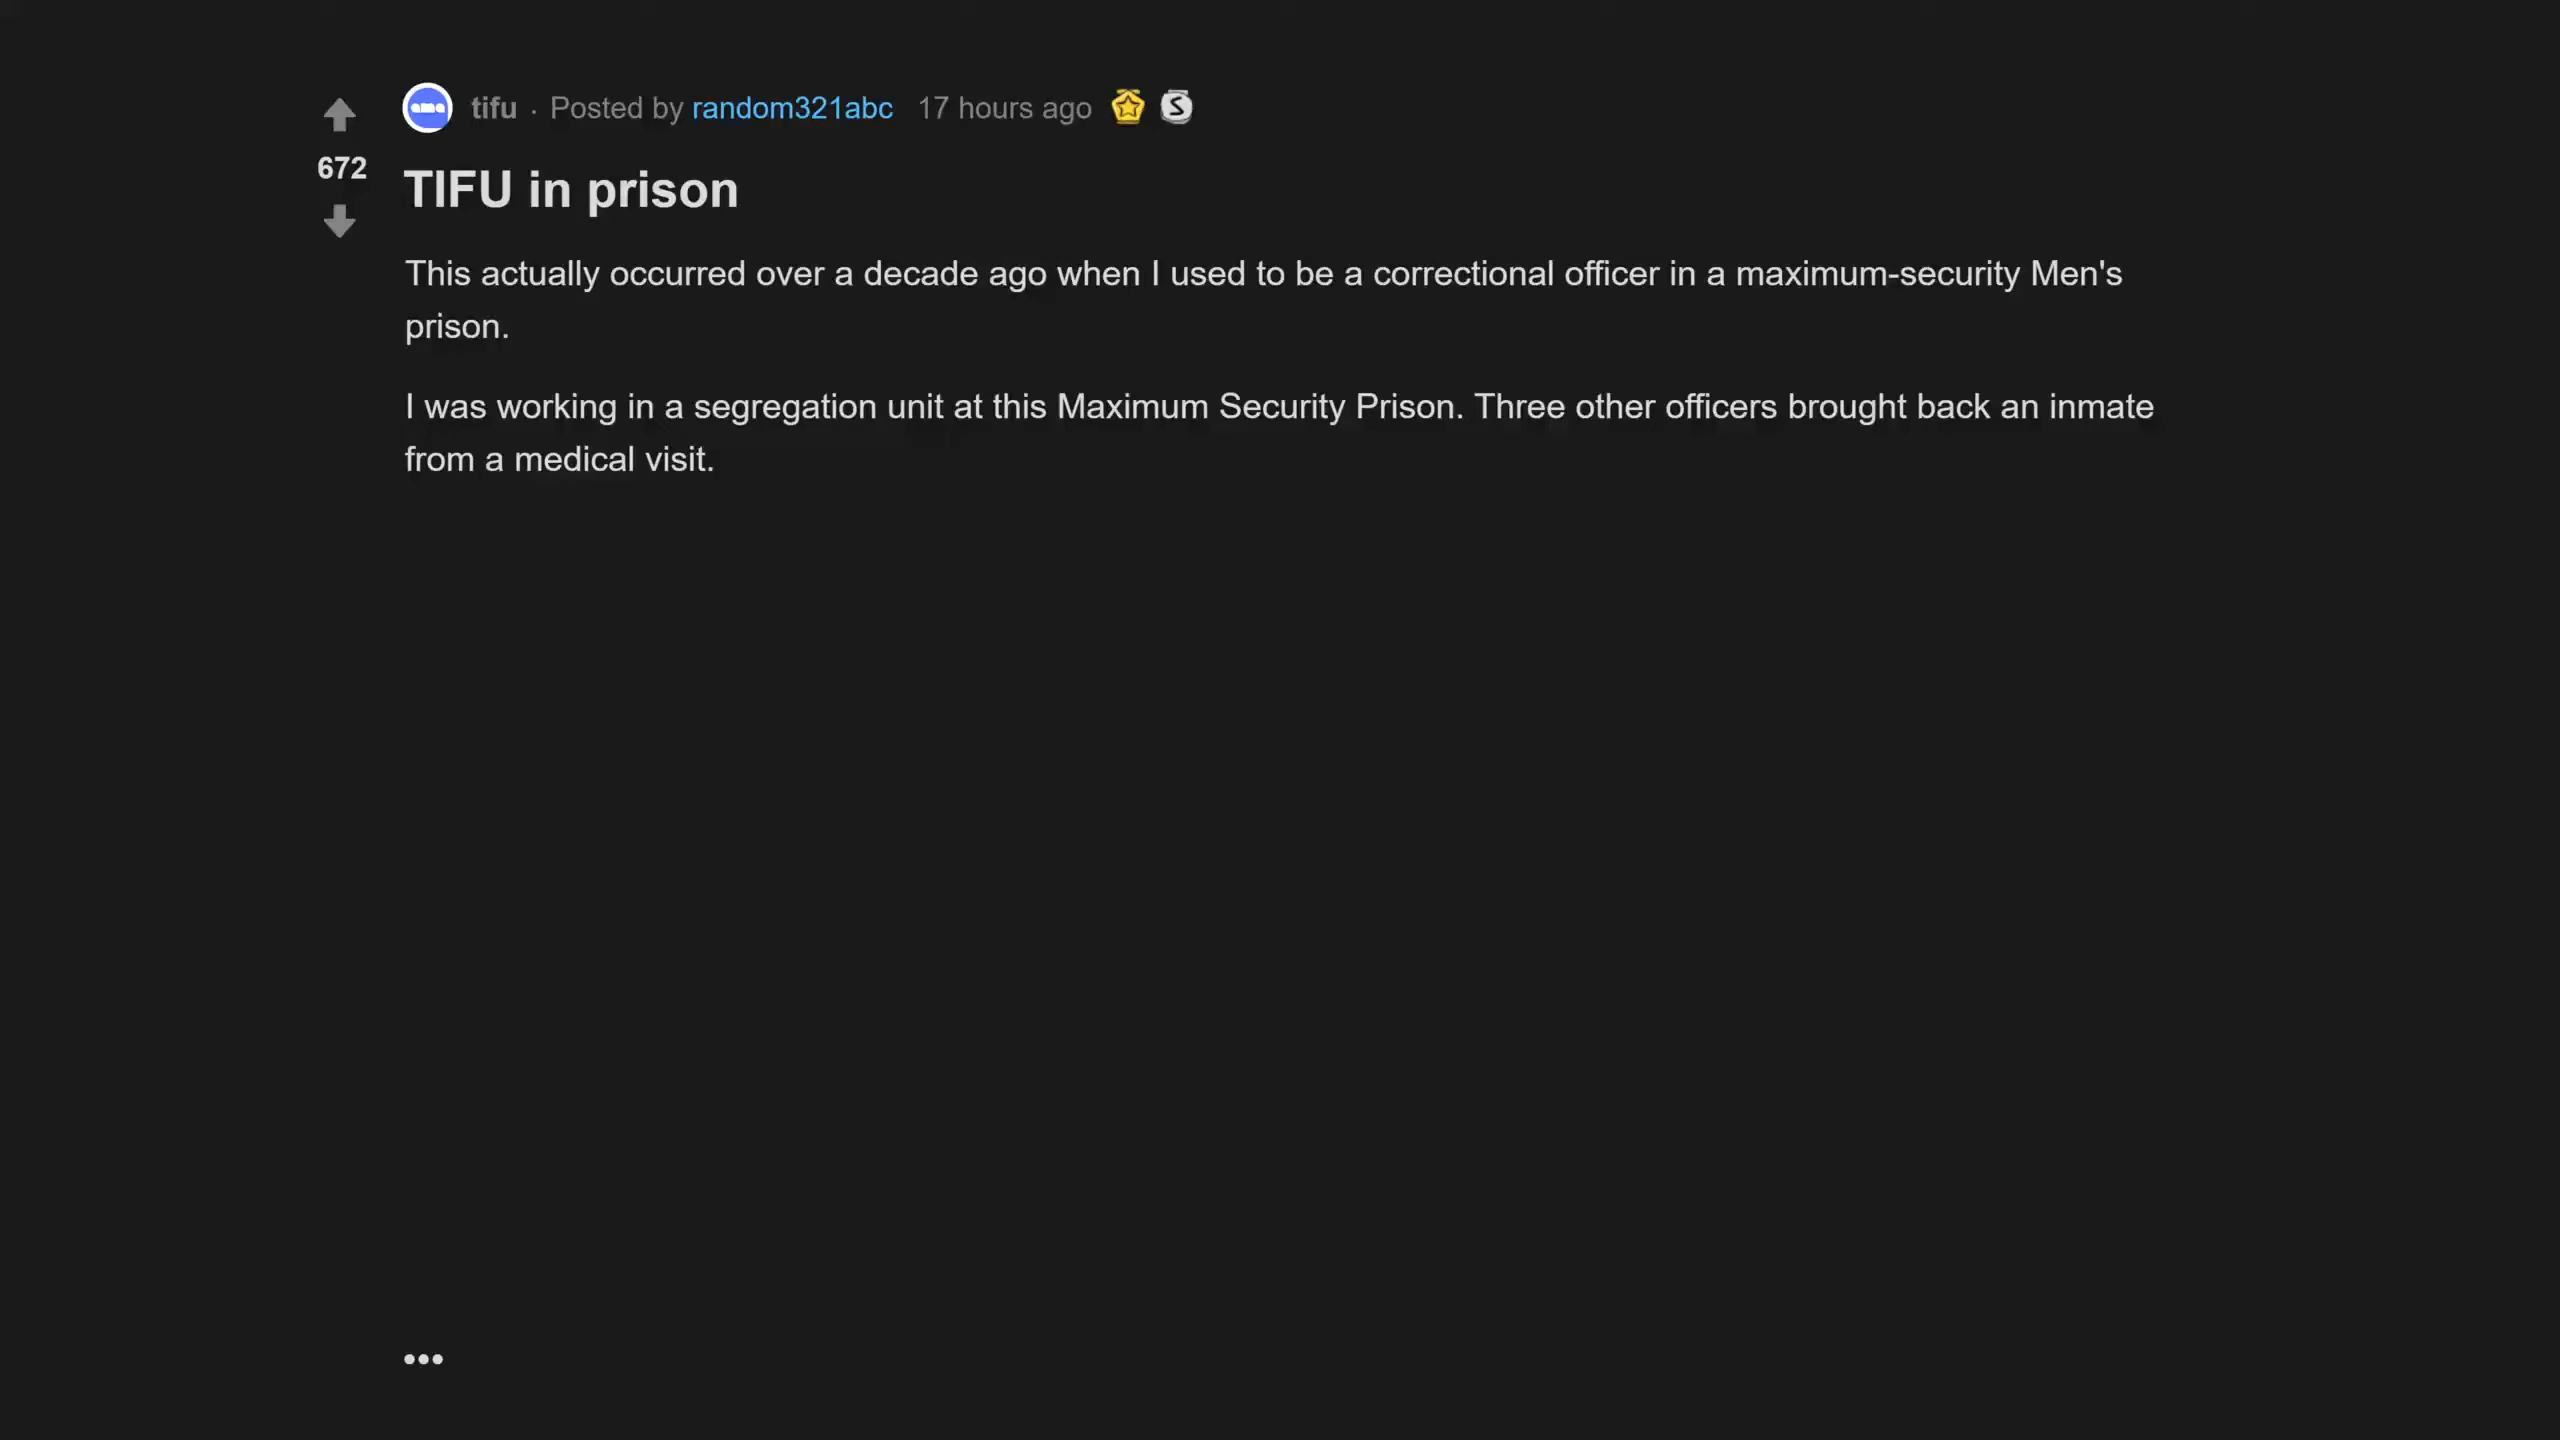 tifu · Posted by random321abc 17 hours ago
672
TIFU in prison
This actually occurred over a decade ago when I used to be a correctional officer in a maximum-security Men's
prison.
I was working in a segregation unit at this Maximum Security Prison. Three other officers brought back an inmate
from a medical visit.
•••